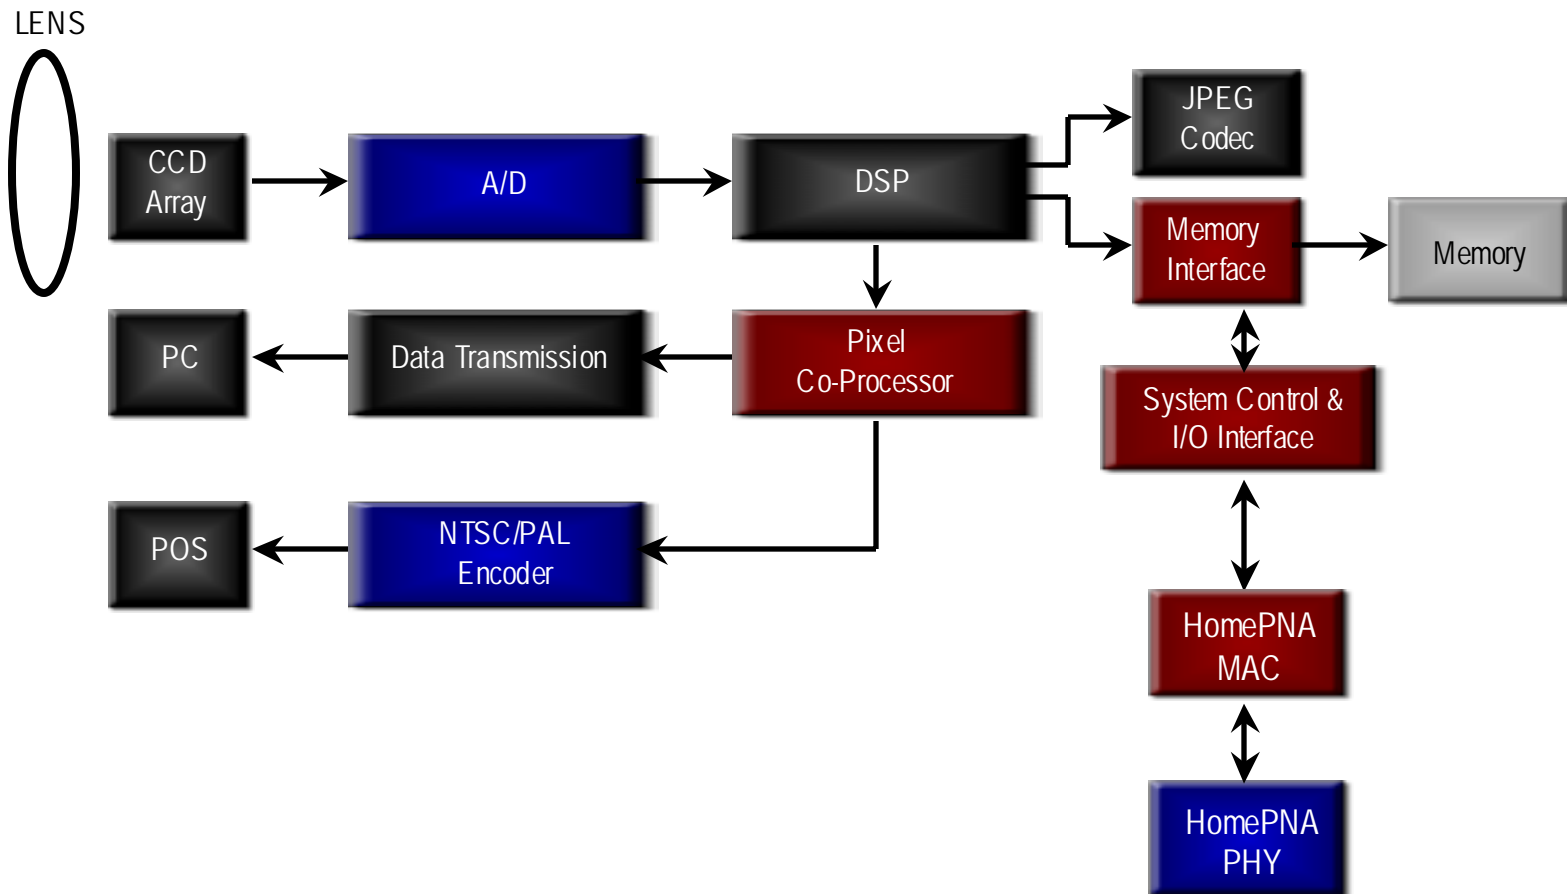 LENS
CCD
Array
A/D
DSP
JPEG
Codec
Memory
Interface
Memory
PC
Data Transmission
Pixel
Co-Processor
System Control &
I/O Interface
POS
NTSC/PAL
Encoder
HomePNA
MAC
HomePNA
PHY